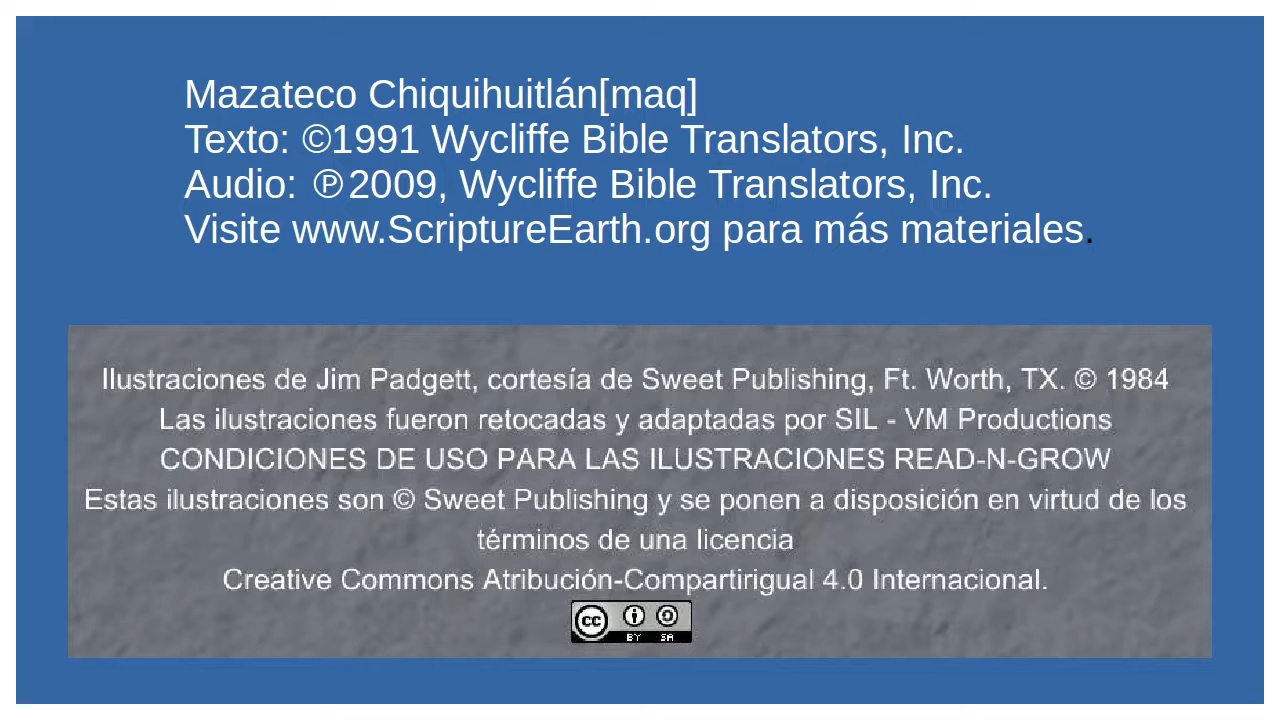 Mazateco Chiquihuitlán[maq]
Texto: ©1991 Wycliffe Bible Translators, Inc.
Audio: ℗2009, Wycliffe Bible Translators, Inc.
Visite www.ScriptureEarth.org para más materiales.
Ilustraciones de Jim Padgett, cortesía de Sweet Publishing, Ft. Worth, TX. © 1984
Las ilustraciones fueron retocadas y adaptadas por SIL - VM Productions
CONDICIONES DE USO PARA LAS ILUSTRACIONES READ-N-GROW
Estas ilustraciones son © Sweet Publishing y se ponen a disposición en virtud de los
términos de una licencia
Creative Commons Atribución-Compartirigual 4.0 Internacional.
cc BY SA